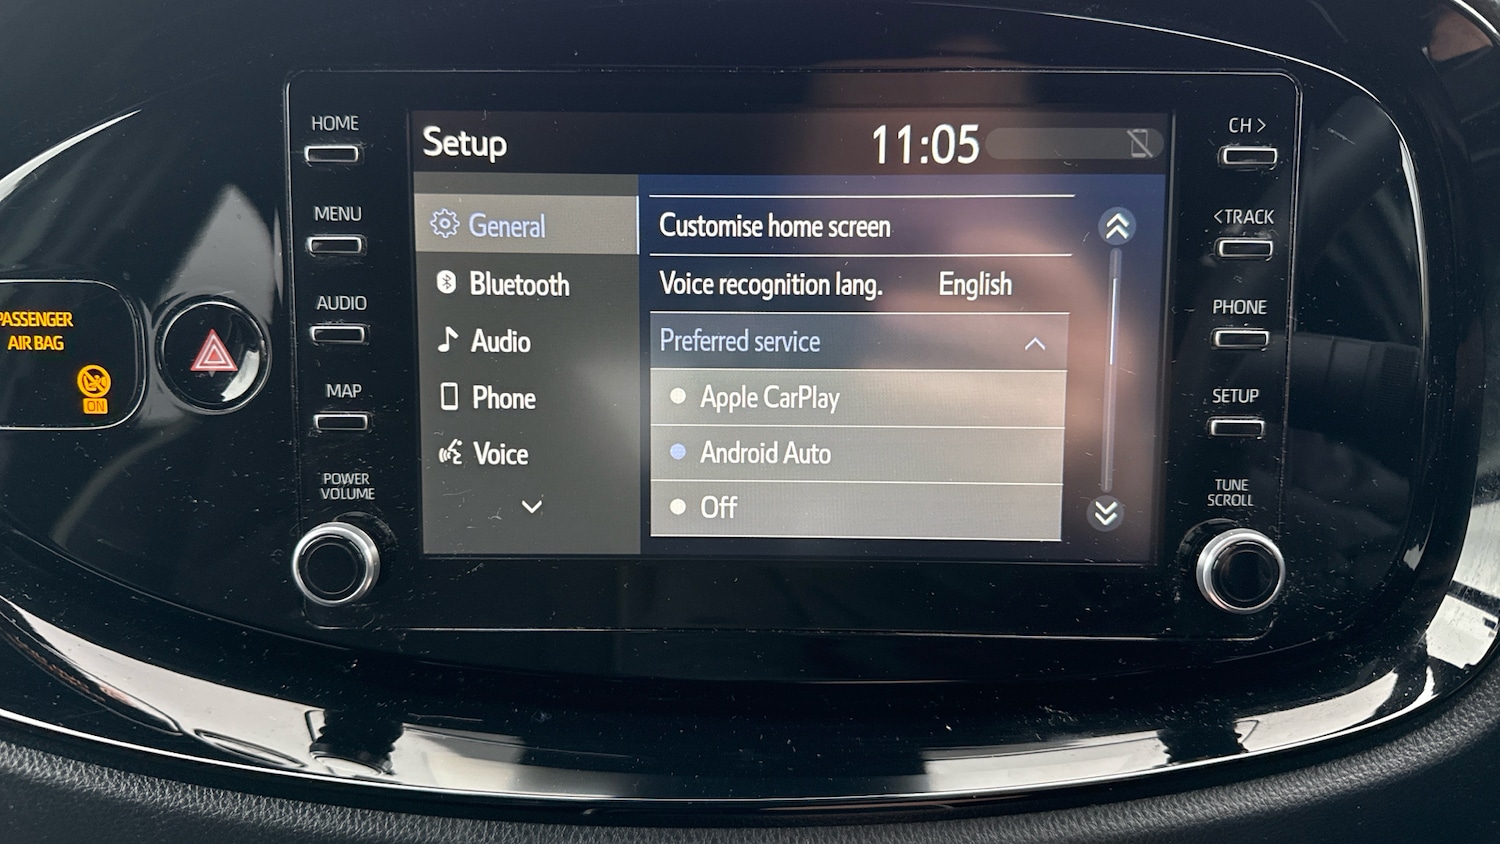 HOME
MENU
AUDIO
MAP
POWER
VOLUME
PASSENGER
AIR BAG
ON
Setup
11:05
General
Bluetooth
Audio
Phone
Voice
Customise home screen
Voice recognition lang. English
Preferred service
Apple CarPlay
Android Auto
Off
CH >
< TRACK
PHONE
SETUP
TUNE
SCROLL